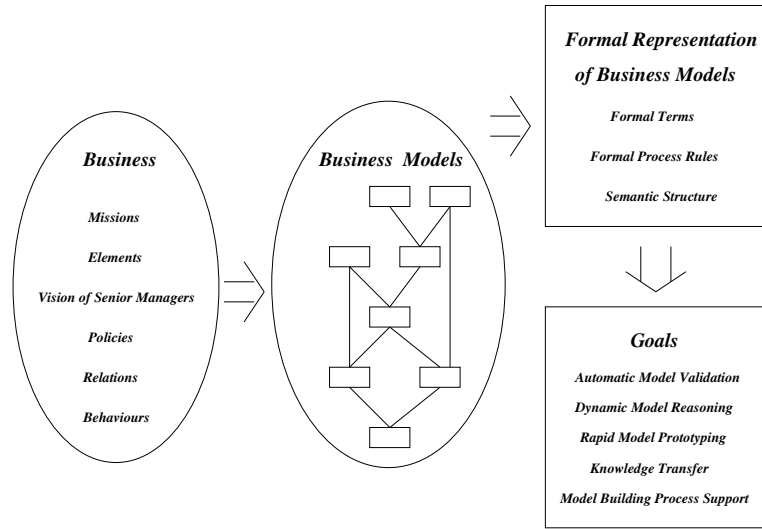 Business
Missions
Elements
Vision of Senior Managers
Policies
Relations
Behaviours
Business Models
Formal Representation
of Business Models
Formal Terms
Formal Process Rules
Semantic Structure
Goals
Automatic Model Validation
Dynamic Model Reasoning
Rapid Model Prototyping
Knowledge Transfer
Model Building Process Support